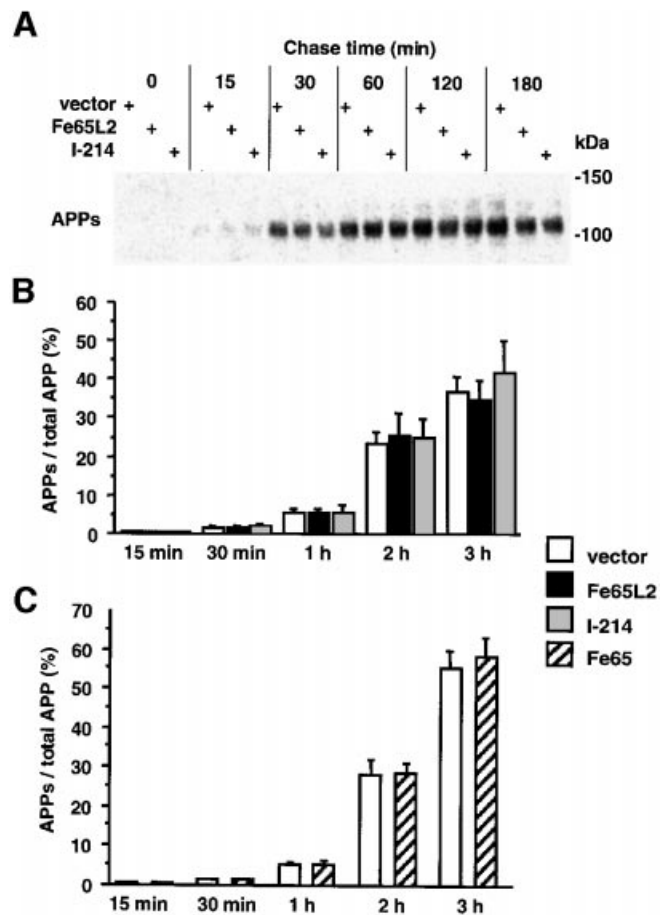 A
Chase time (min)
0 15 30 60 120 180
vector + + + + + +
Fe65L2 + + + + + +
I-214 + + + + + +
kDa
-150
APPs
-100
B
APPs / total APP (%)
60
50
40
30
20
10
0
15 min 30 min 1 h 2 h 3 h
vector
Fe65L2
I-214
Fe65
C
APPs / total APP (%)
70
60
50
40
30
20
10
0
15 min 30 min 1 h 2 h 3 h